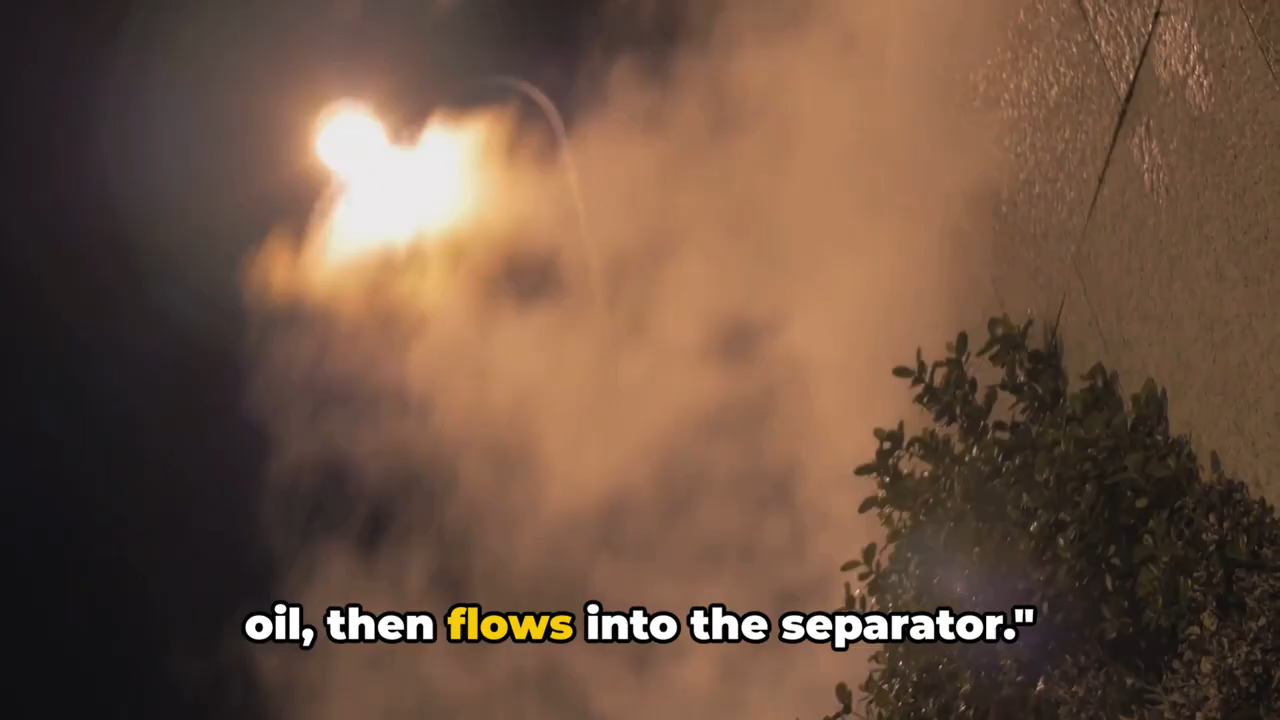 oil, then flows into the separator."